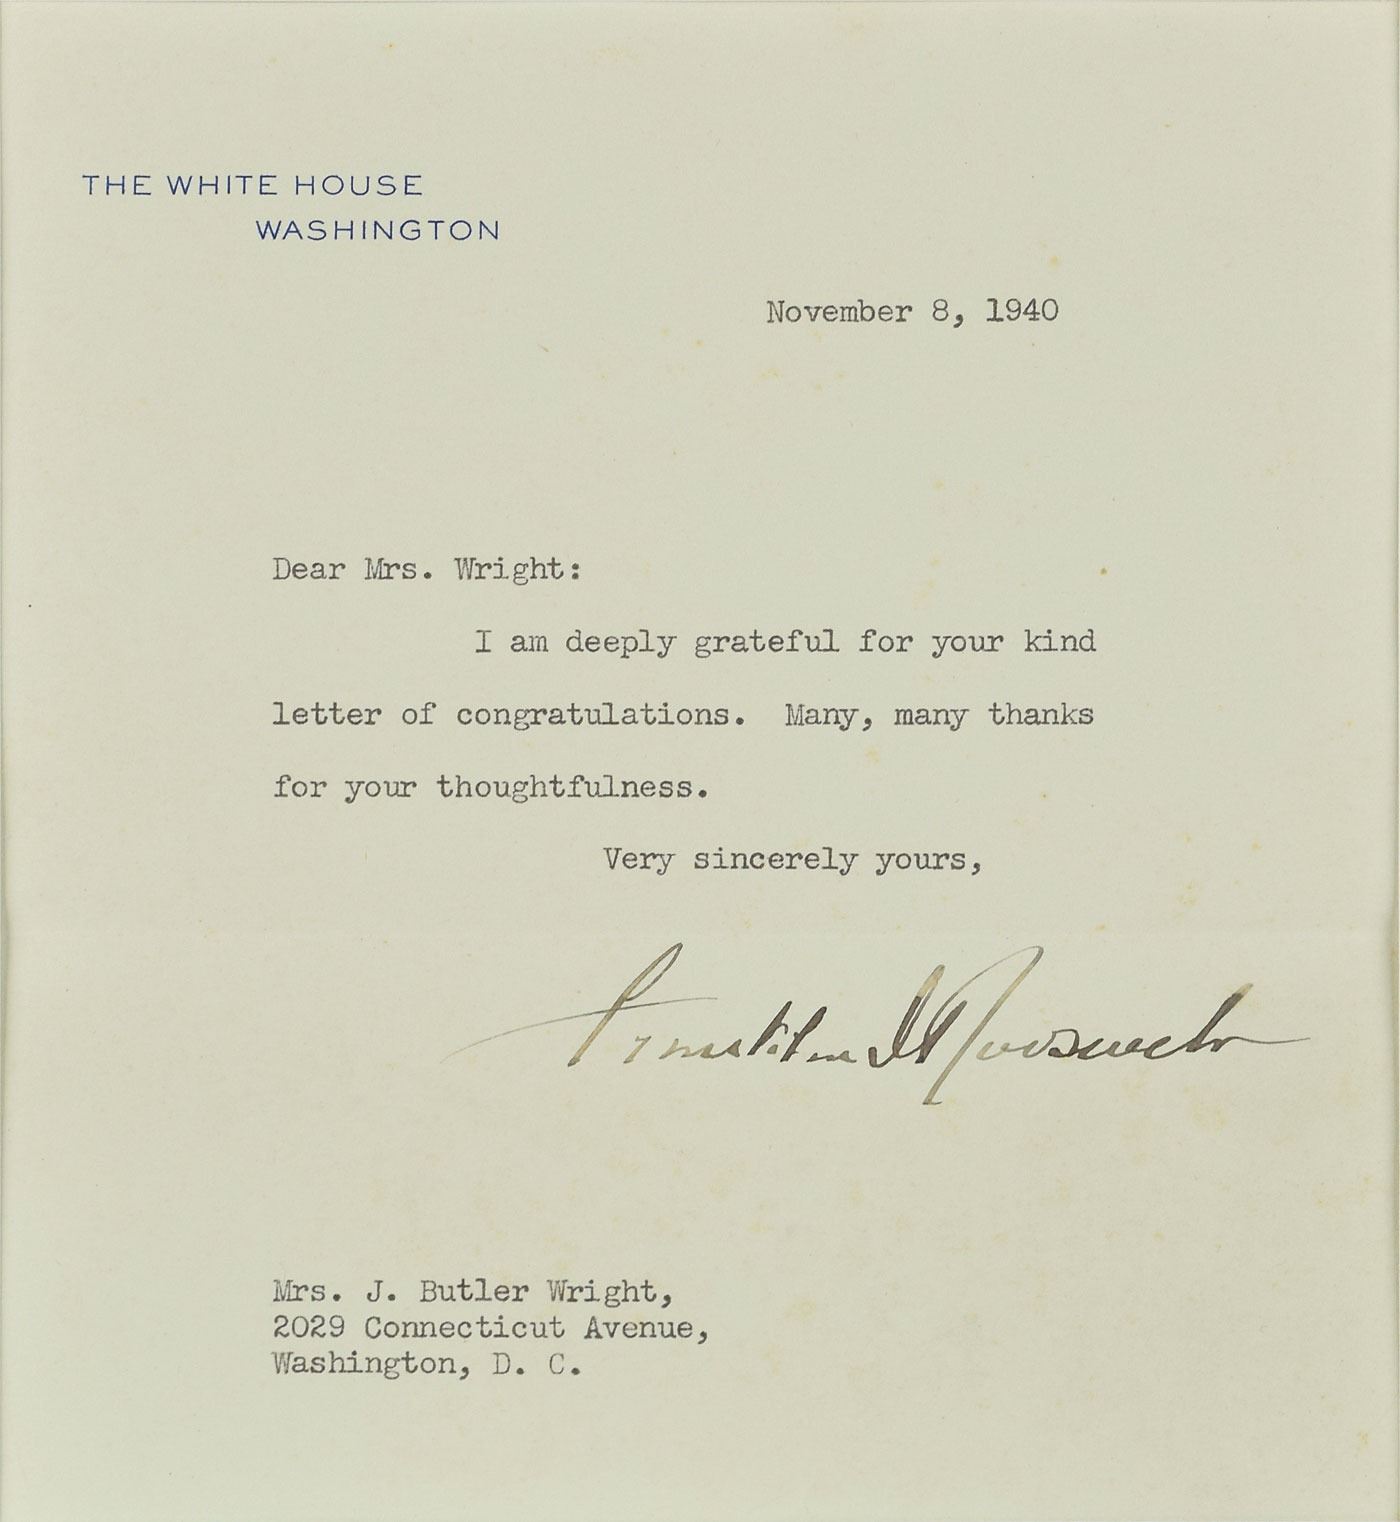 THE WHITE HOUSE
WASHINGTON
November 8, 1940
Dear Mrs. Wright:
I am deeply grateful for your kind
letter of congratulations. Many, many thanks
for your thoughtfulness.
Very sincerely yours,
Franklin D Roosevelt
Mrs. J. Butler Wright,
2029 Connecticut Avenue,
Washington, D. C.